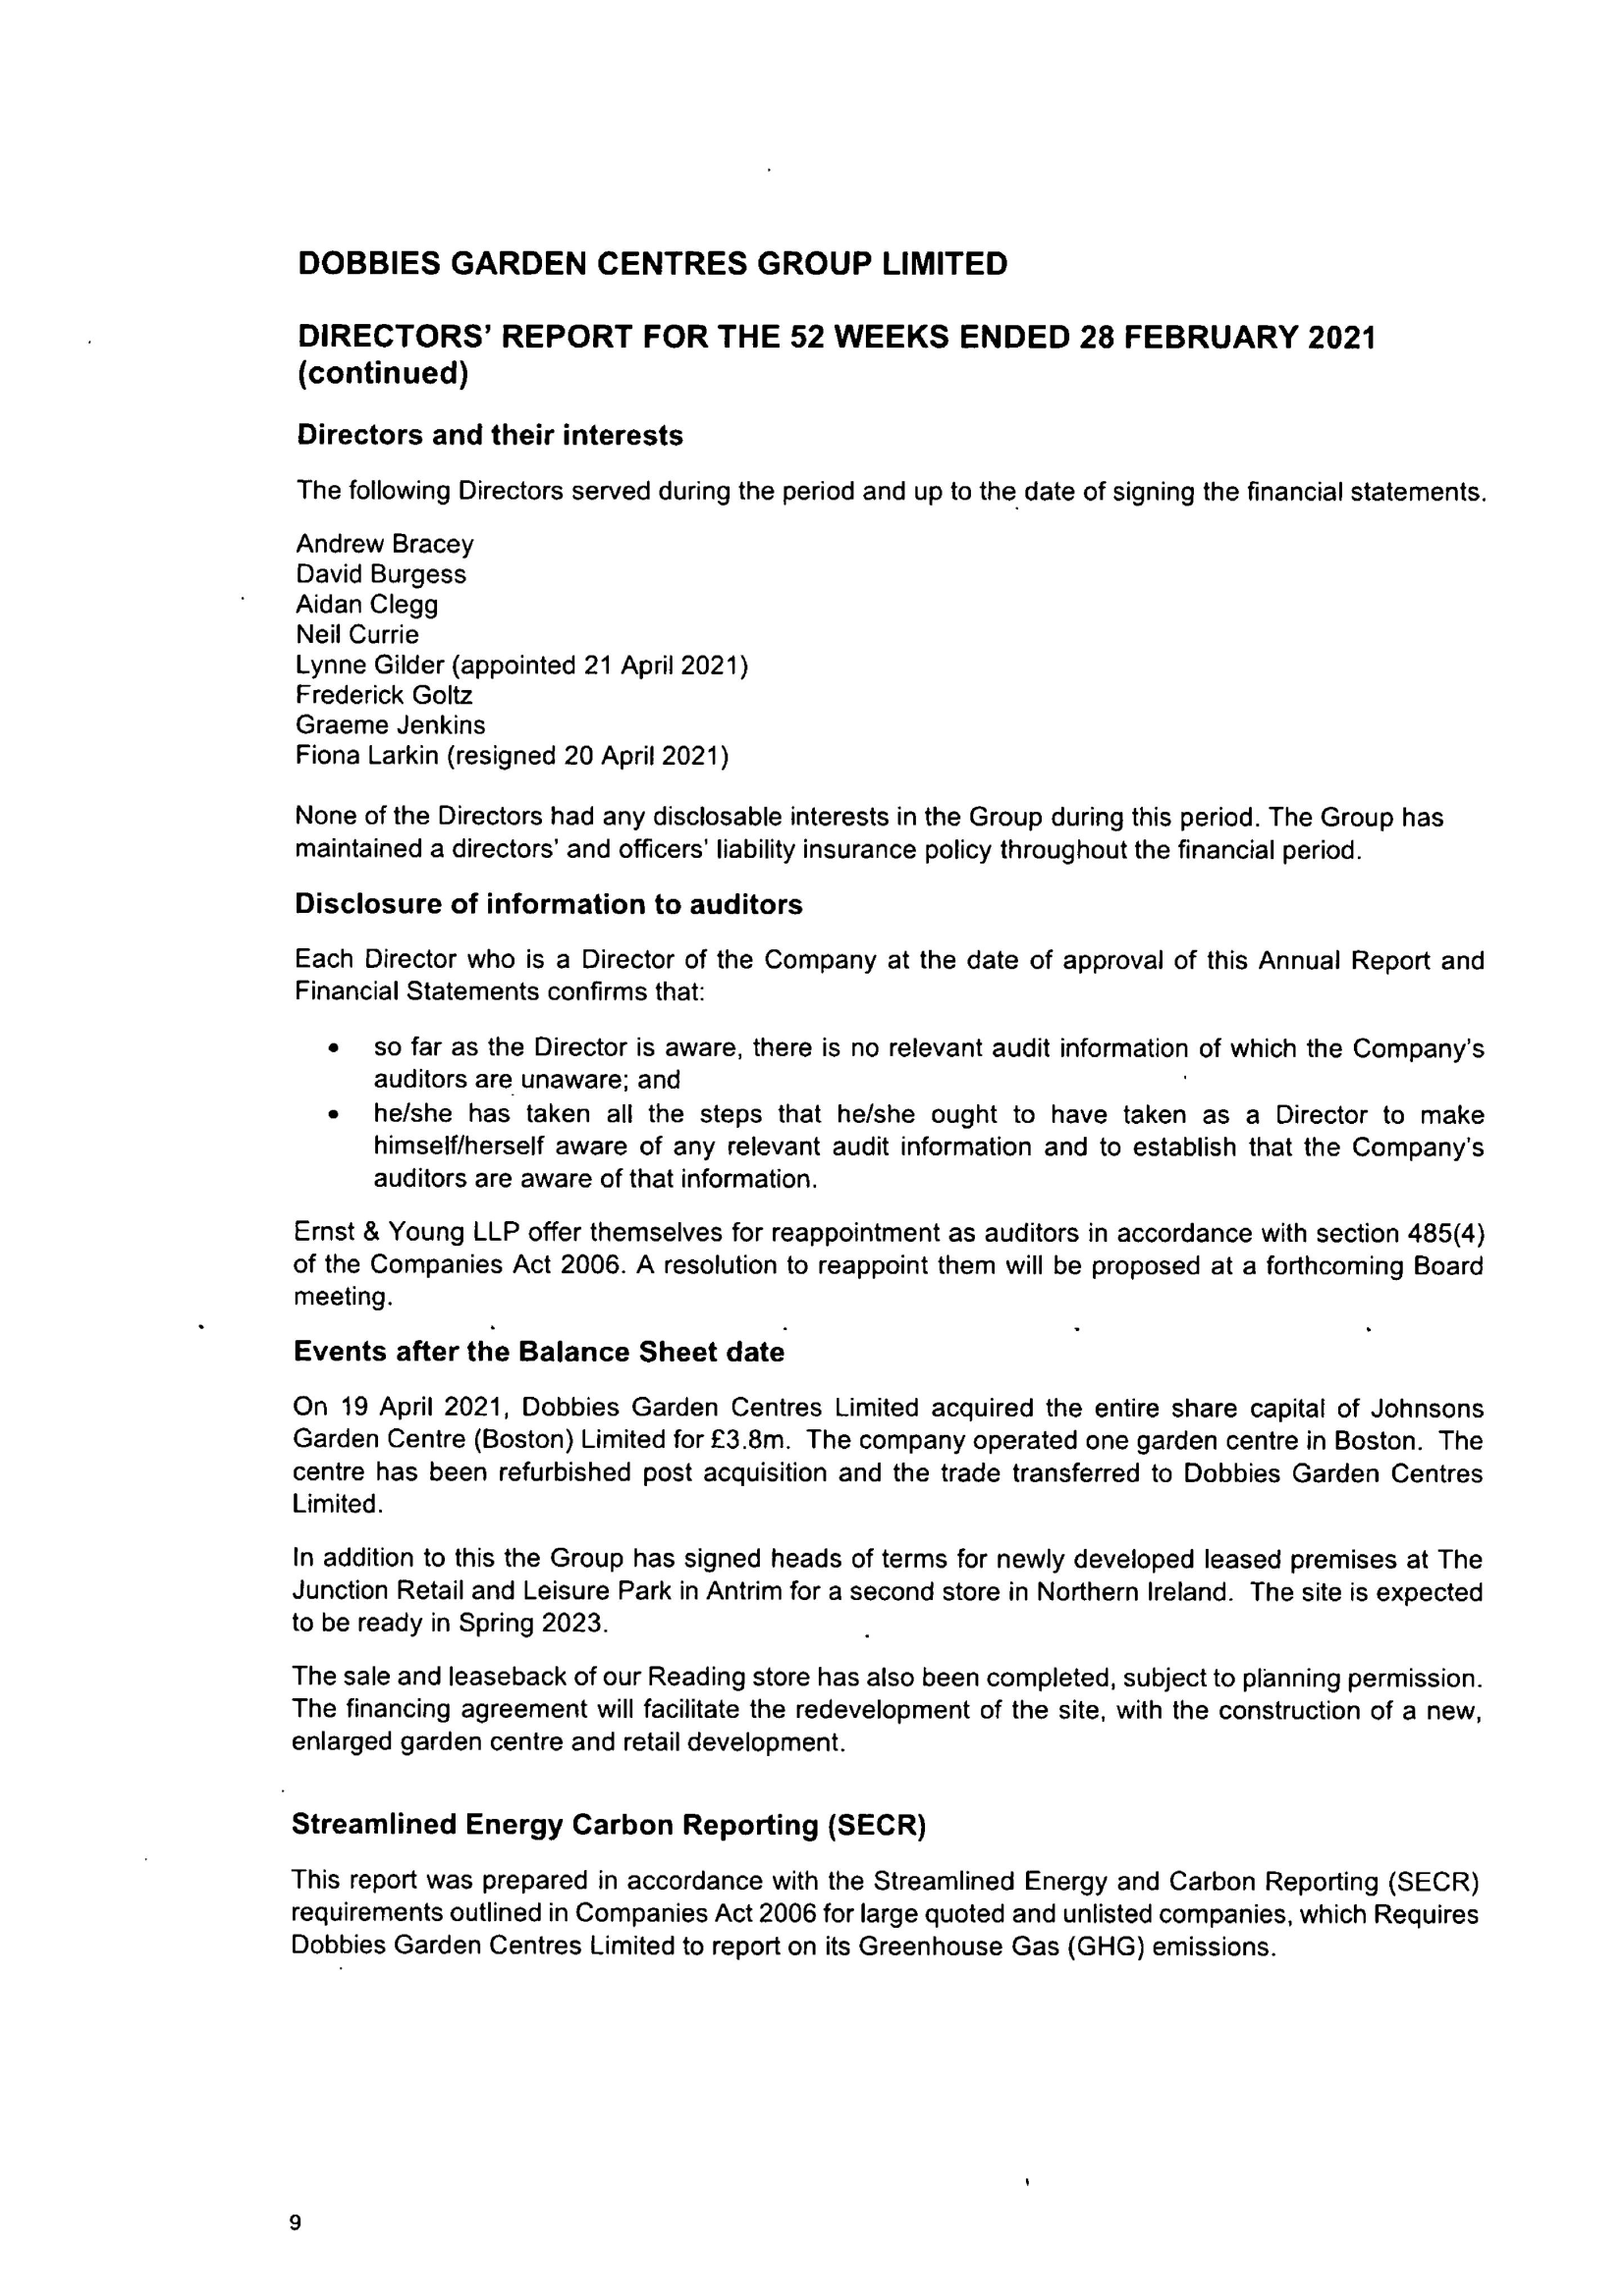 DOBBIES GARDEN CENTRES GROUP LIMITED
DIRECTORS' REPORT FOR THE 52 WEEKS ENDED 28 FEBRUARY 2021
(continued)
Directors and their interests
The following Directors served during the period and up to the date of signing the financial statements.
Andrew Bracey
David Burgess
Aidan Clegg
Neil Currie
Lynne Gilder (appointed 21 April 2021)
Frederick Goltz
Graeme Jenkins
Fiona Larkin (resigned 20 April 2021)
None of the Directors had any disclosable interests in the Group during this period. The Group has
maintained a directors' and officers' liability insurance policy throughout the financial period.
Disclosure of information to auditors
Each Director who is a Director of the Company at the date of approval of this Annual Report and
Financial Statements confirms that:
• so far as the Director is aware, there is no relevant audit information of which the Company's
auditors are unaware; and
• he/she has taken all the steps that he/she ought to have taken as a Director to make
himself/herself aware of any relevant audit information and to establish that the Company's
auditors are aware of that information.
Ernst & Young LLP offer themselves for reappointment as auditors in accordance with section 485(4)
of the Companies Act 2006. A resolution to reappoint them will be proposed at a forthcoming Board
meeting.
Events after the Balance Sheet date
On 19 April 2021, Dobbies Garden Centres Limited acquired the entire share capital of Johnsons
Garden Centre (Boston) Limited for £3.8m. The company operated one garden centre in Boston. The
centre has been refurbished post acquisition and the trade transferred to Dobbies Garden Centres
Limited.
In addition to this the Group has signed heads of terms for newly developed leased premises at The
Junction Retail and Leisure Park in Antrim for a second store in Northern Ireland. The site is expected
to be ready in Spring 2023.
The sale and leaseback of our Reading store has also been completed, subject to planning permission.
The financing agreement will facilitate the redevelopment of the site, with the construction of a new,
enlarged garden centre and retail development.
Streamlined Energy Carbon Reporting (SECR)
This report was prepared in accordance with the Streamlined Energy and Carbon Reporting (SECR)
requirements outlined in Companies Act 2006 for large quoted and unlisted companies, which Requires
Dobbies Garden Centres Limited to report on its Greenhouse Gas (GHG) emissions.
9